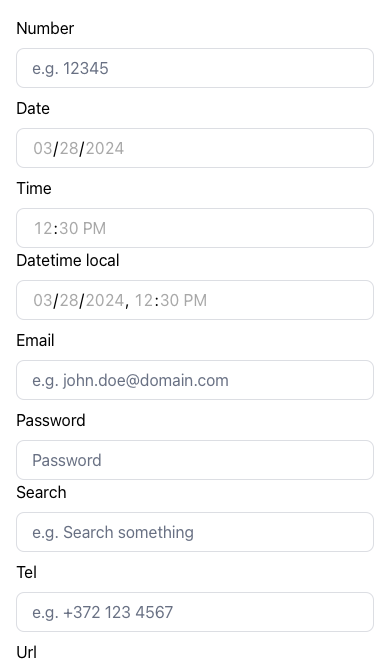 Number
e.g. 12345
Date
03/28/2024
Time
12:30 PM
Datetime local
03/28/2024, 12:30 PM
Email
e.g. john.doe@domain.com
Password
Password
Search
e.g. Search something
Tel
e.g. +372 123 4567
Url